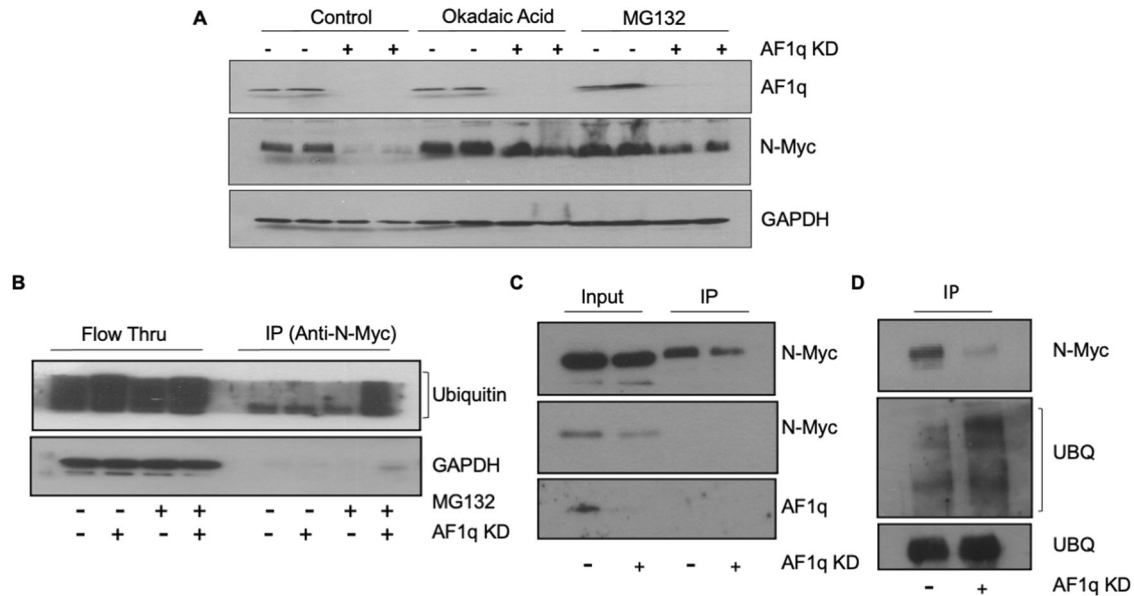 A
Control Okadaic Acid MG132
- - + + - - + + - - + + AF1q KD
AF1q
N-Myc
GAPDH
B
Flow Thru IP (Anti-N-Myc)
Ubiquitin
GAPDH
- - + + - - + + MG132
- + - + - + - + AF1q KD
C
Input IP
N-Myc
N-Myc
AF1q
- + - + AF1q KD
D
IP
N-Myc
UBQ
UBQ
- + AF1q KD